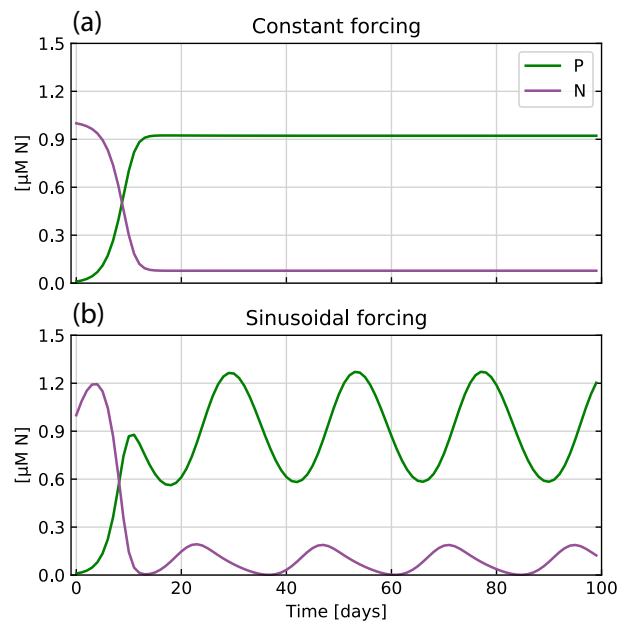 (a)
Constant forcing
1.5
1.2
0.9
0.6
0.3
0.0
[µM N]
P
N
(b)
Sinusoidal forcing
1.5
1.2
0.9
0.6
0.3
0.0
[µM N]
0 20 40 60 80 100
Time [days]